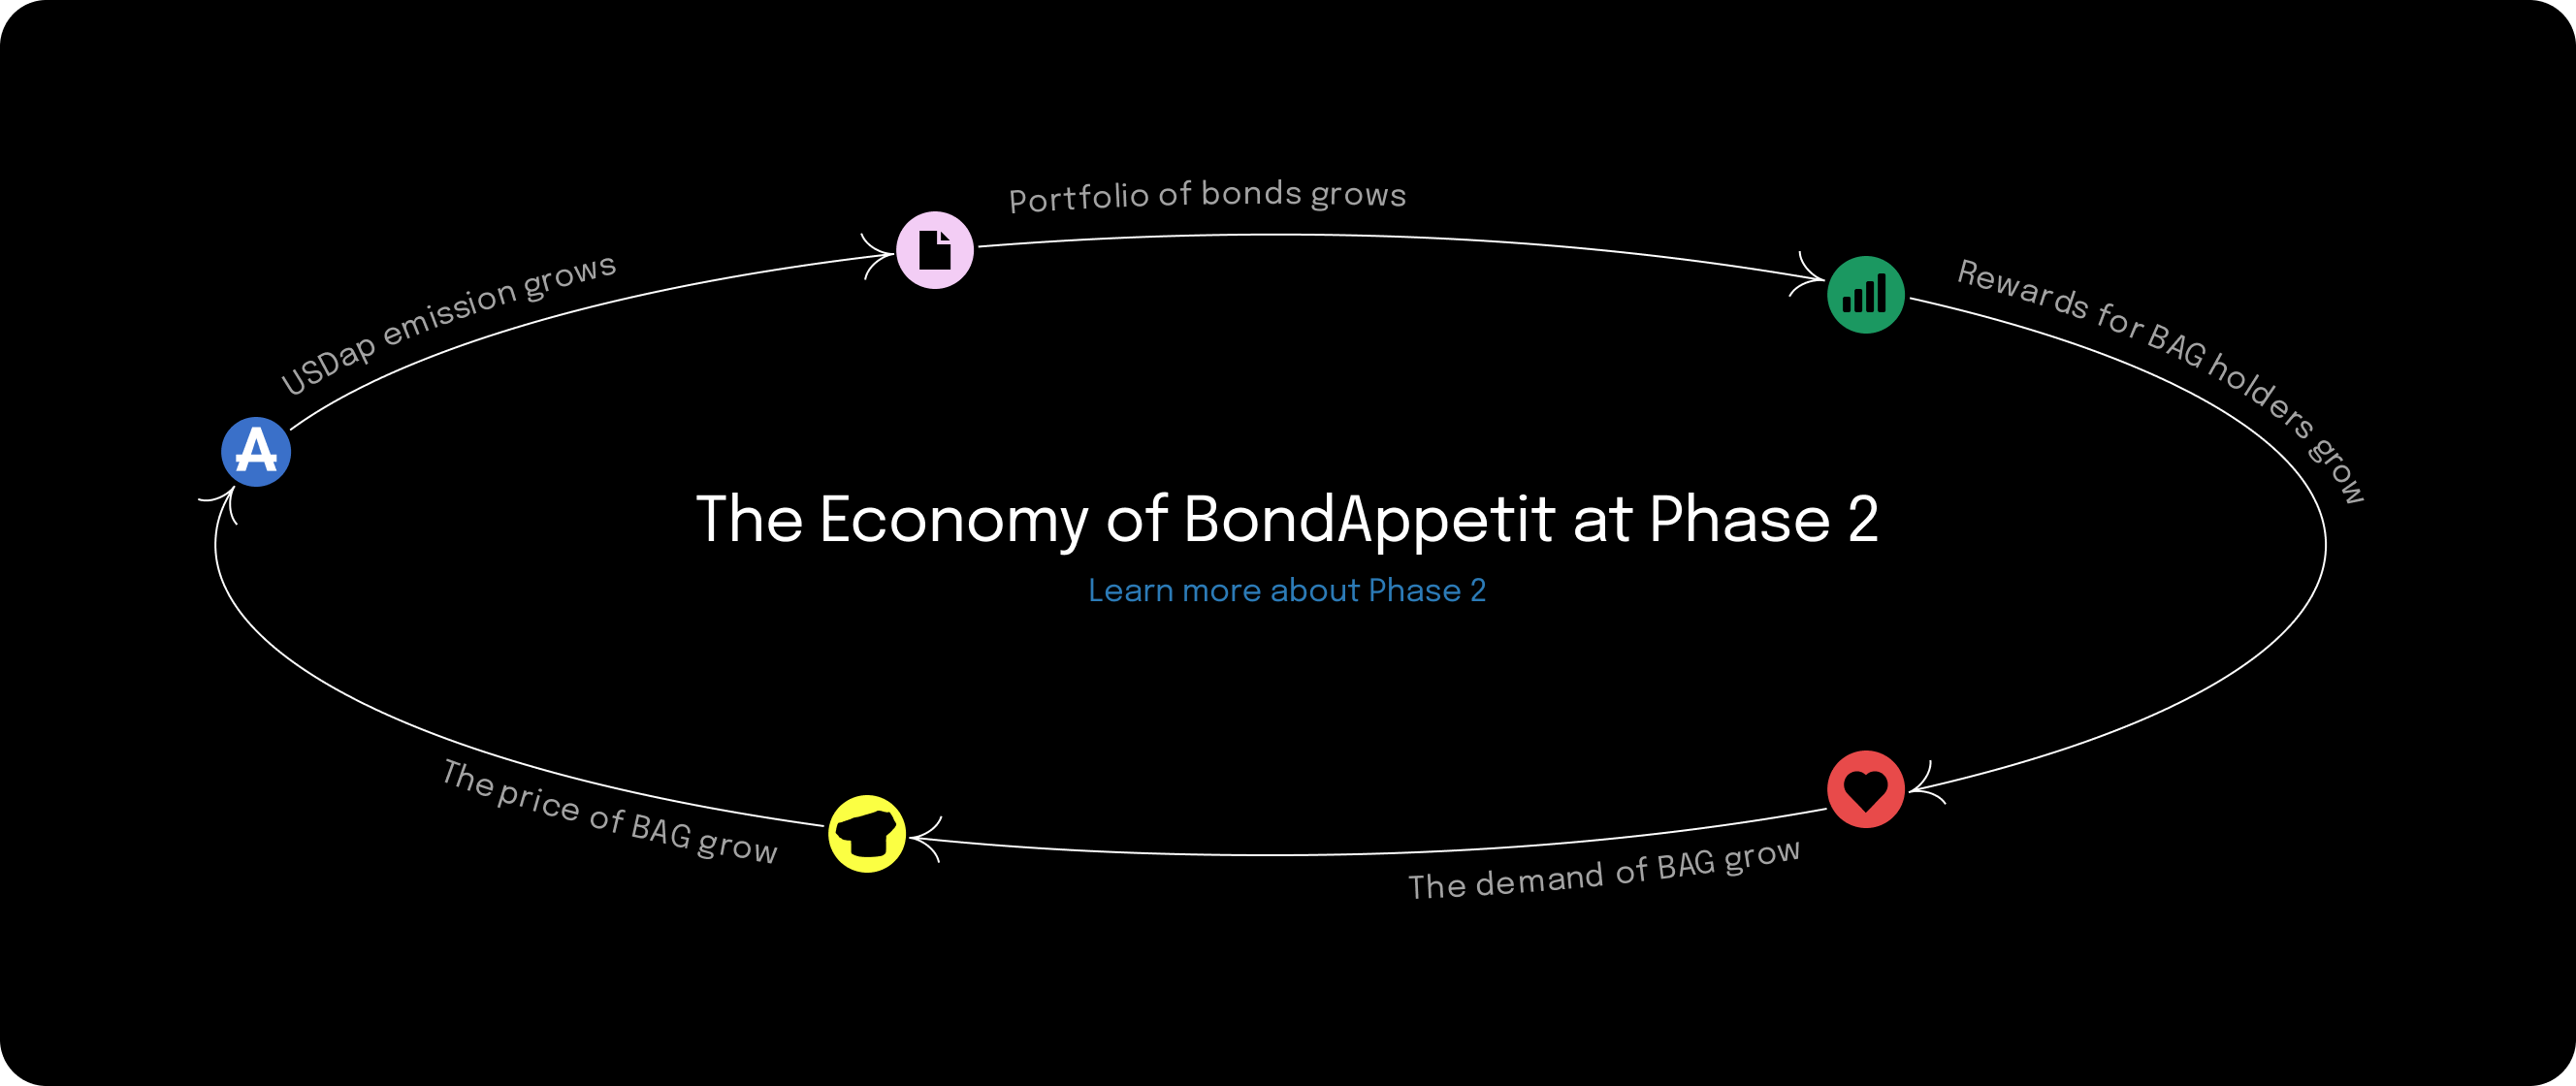 Portfolio of bonds grows
USDap emission grows
Rewards for BAG holders grow
The Economy of BondAppetit at Phase 2
Learn more about Phase 2
The price of BAG grow
The demand of BAG grow